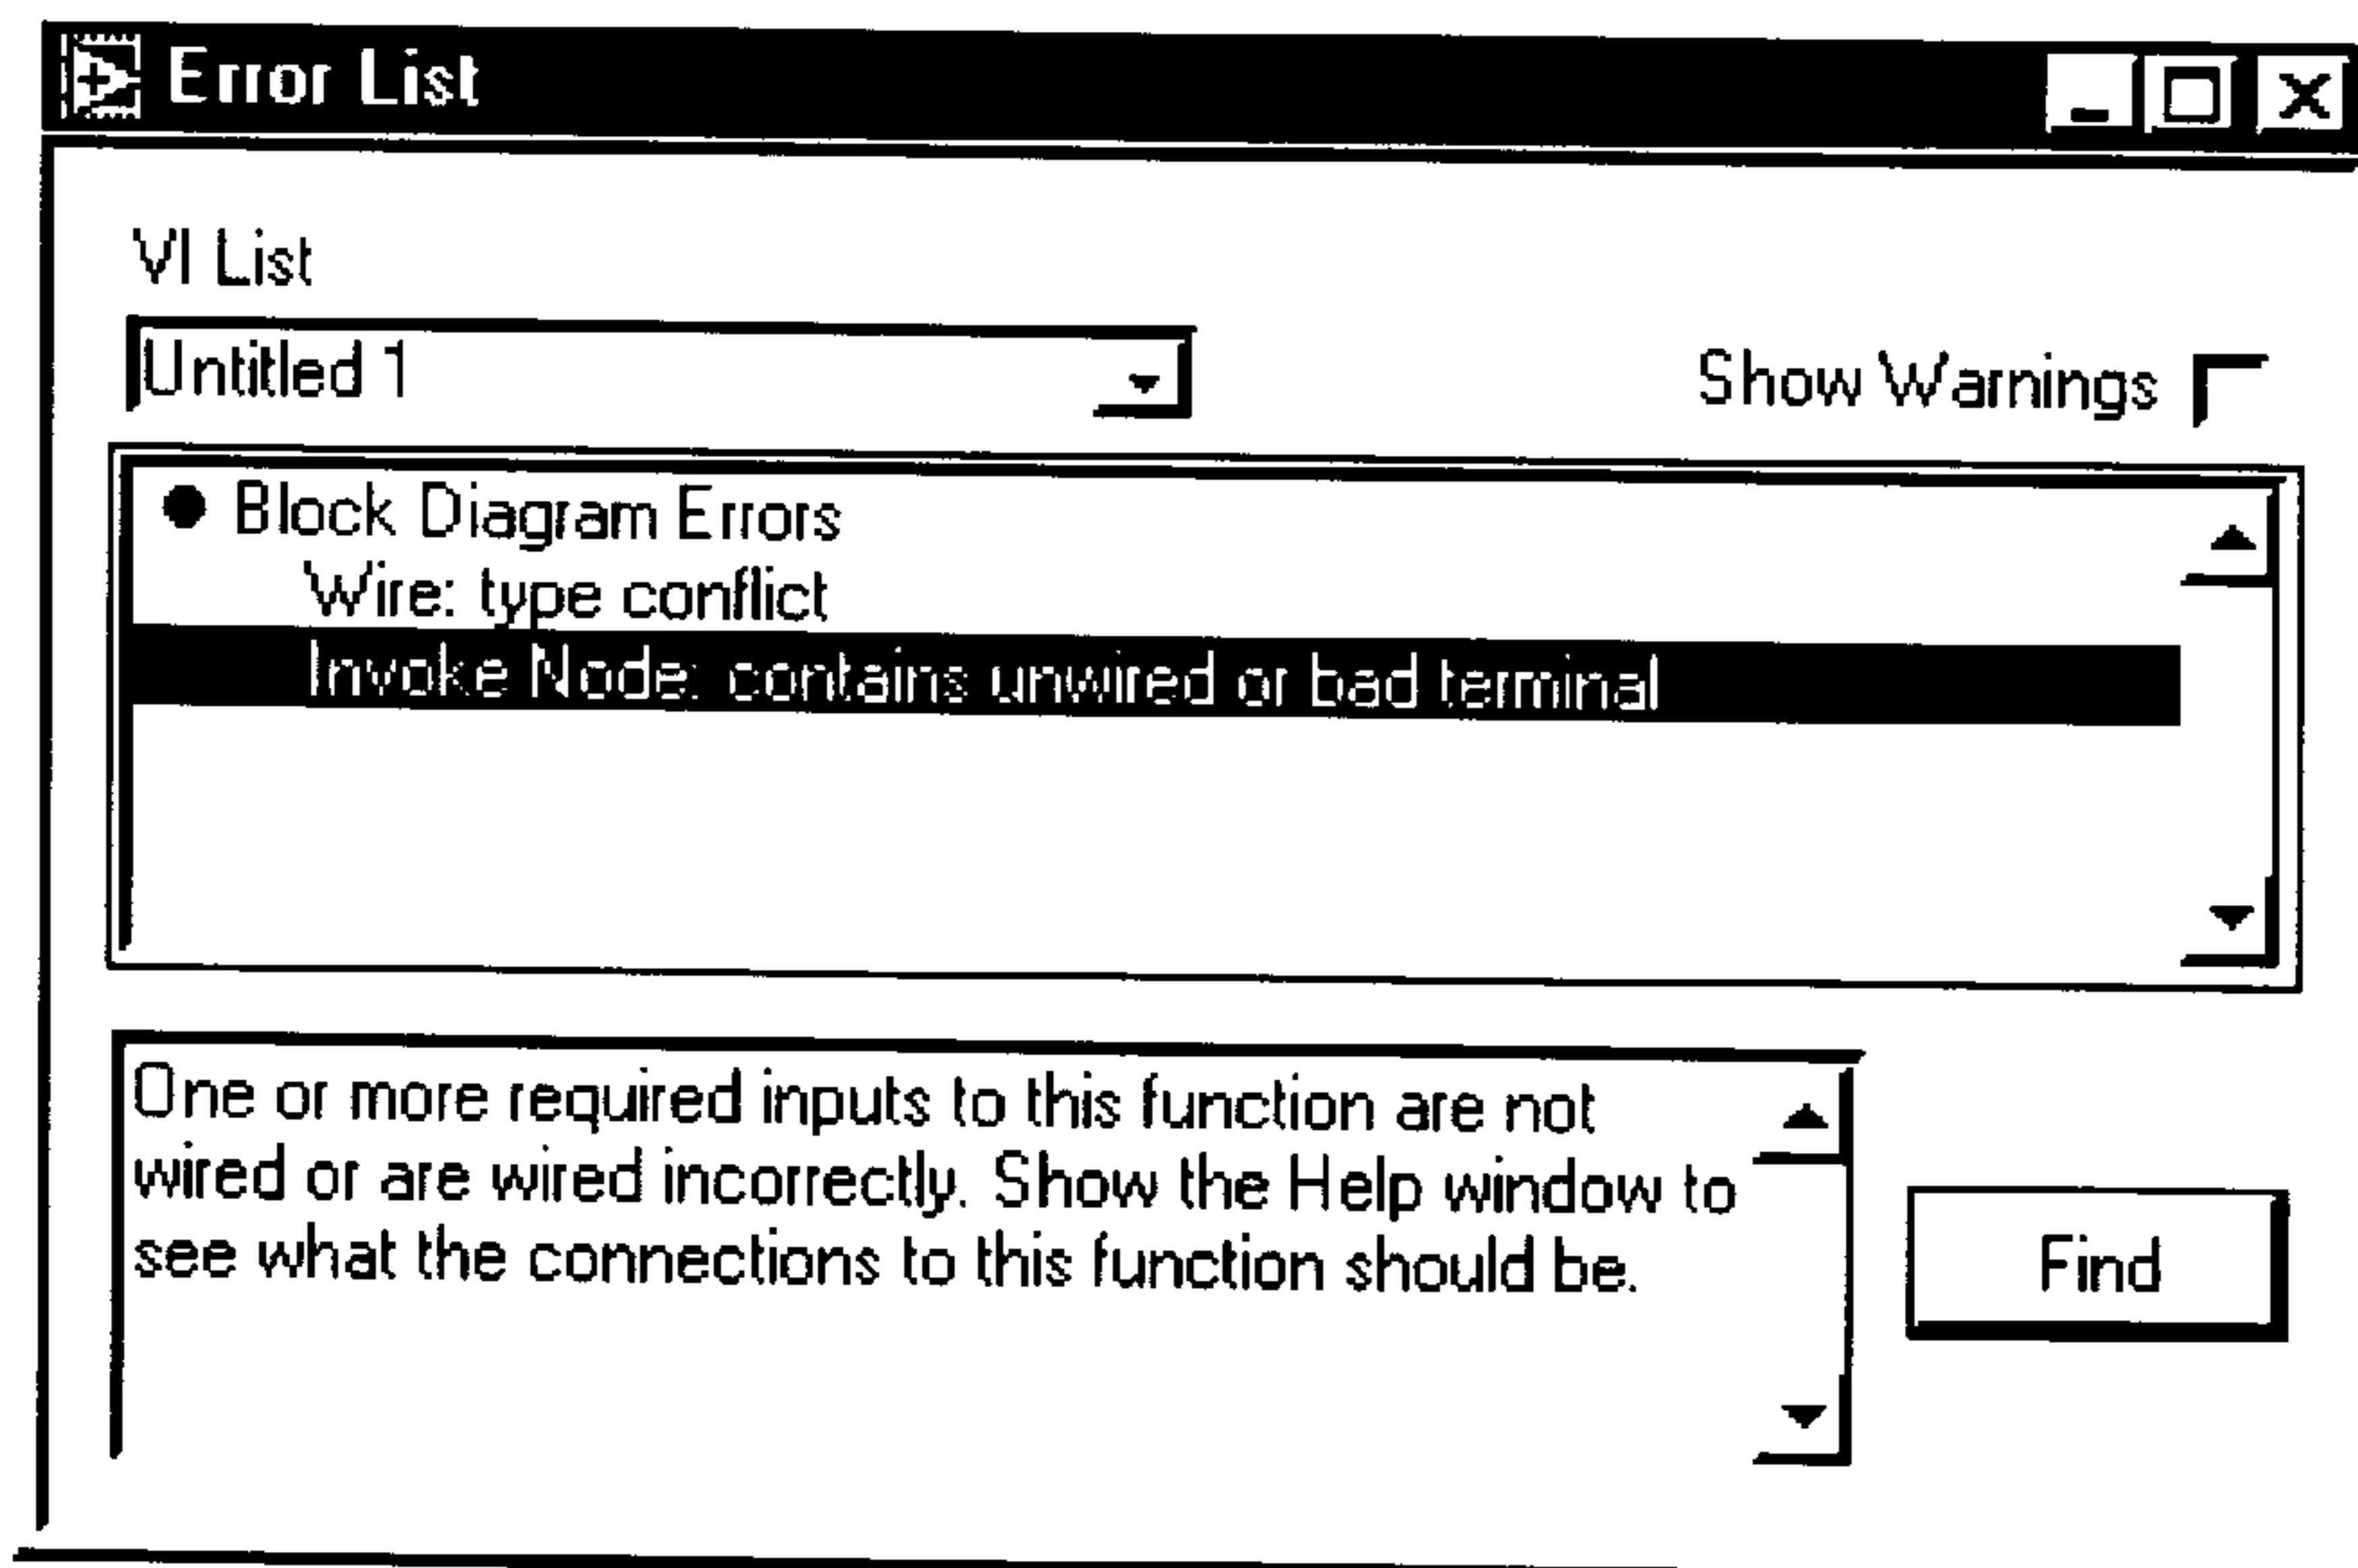 Error List
VI List
Untitled 1
Show Warnings
Block Diagram Errors
Wire: type conflict
Invoke Node: contains unwired or bad terminal
One or more required inputs to this function are not
wired or are wired incorrectly. Show the Help window to
see what the connections to this function should be.
Find